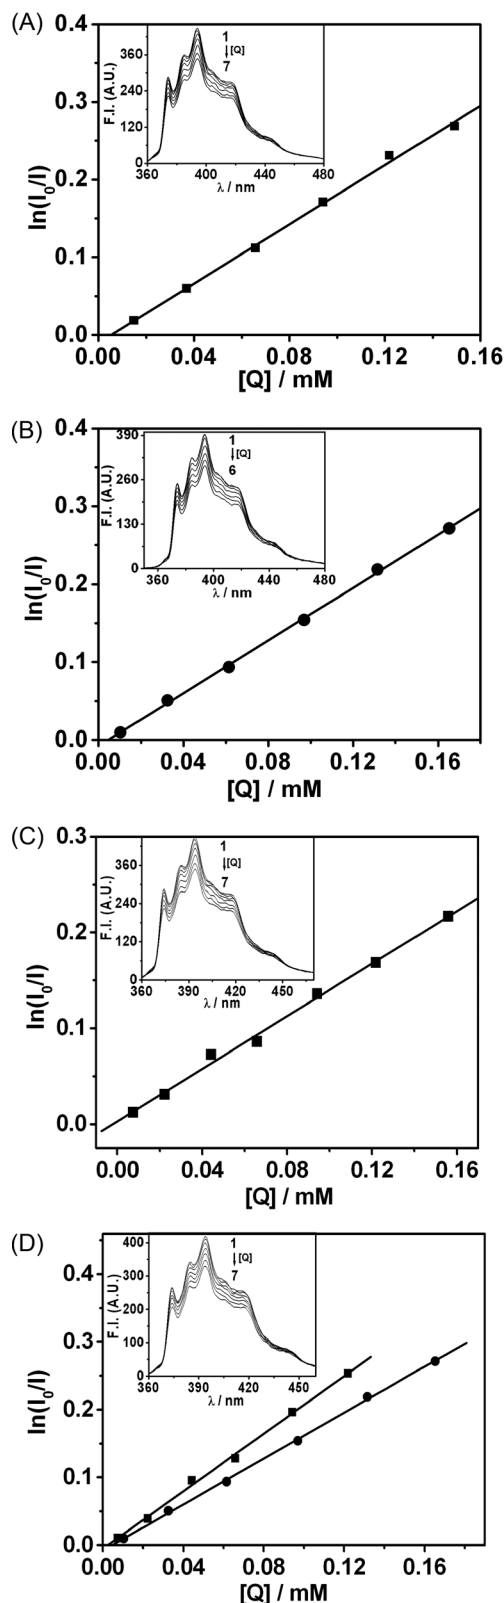 (A)
0.4
0.3
0.2
0.1
0.0
ln(I0/I)
0.00 0.04 0.08 0.12 0.16
[Q] / mM
360
240
120
0
F.I. (A.U.)
1
[Q]
7
360 400 440 480
λ / nm
(B)
0.4
0.3
0.2
0.1
0.0
ln(I0/I)
0.00 0.04 0.08 0.12 0.16
[Q] / mM
390
260
130
0
F.I. (A.U.)
1
[Q]
6
360 400 440 480
λ / nm
(C)
0.3
0.2
0.1
0.0
ln(I0/I)
0.00 0.04 0.08 0.12 0.16
[Q] / mM
360
240
120
0
F.I. (A.U.)
1
[Q]
7
360 390 420 450
λ / nm
(D)
0.4
0.3
0.2
0.1
0.0
ln(I0/I)
0.00 0.04 0.08 0.12 0.16
[Q] / mM
400
300
200
100
0
F.I. (A.U.)
1
[Q]
7
360 390 420 450
λ / nm